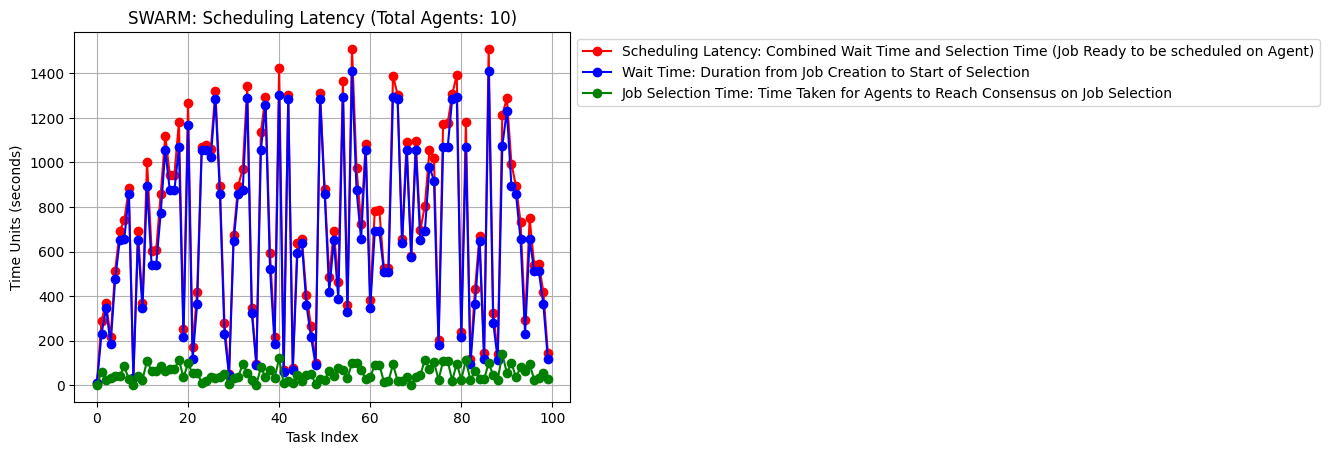 SWARM: Scheduling Latency (Total Agents: 10)
Scheduling Latency: Combined Wait Time and Selection Time (Job Ready to be scheduled on Agent)
Wait Time: Duration from Job Creation to Start of Selection
Job Selection Time: Time Taken for Agents to Reach Consensus on Job Selection
Time Units (seconds)
1400
1200
1000
800
600
400
200
0
0 20 40 60 80 100
Task Index